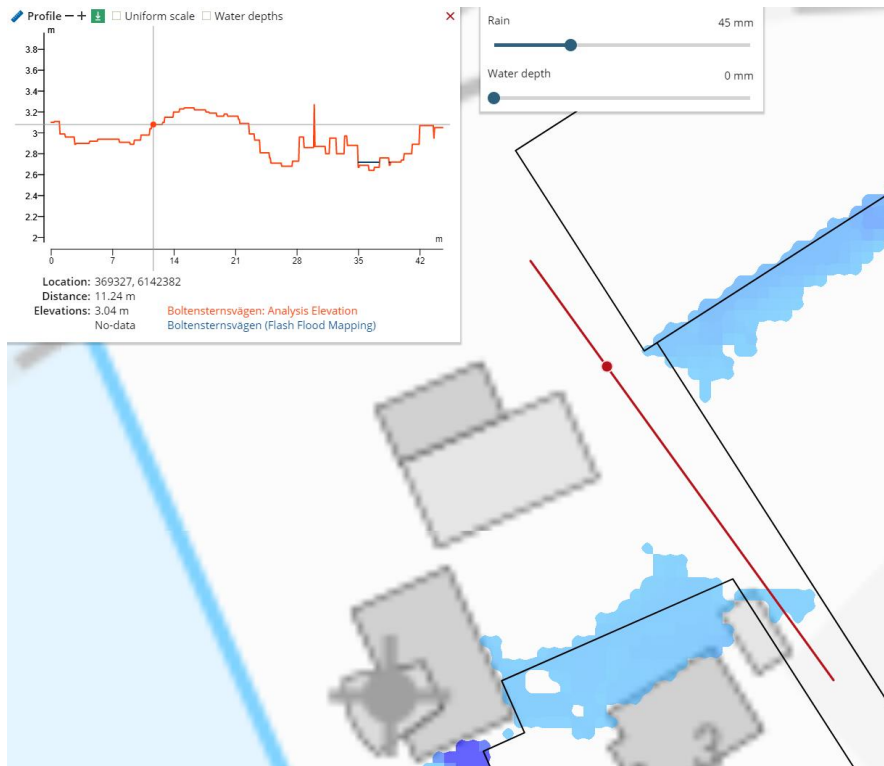 Profile − + Uniform scale Water depths ×
m
3.8
3.6
3.4
3.2
3
2.8
2.6
2.4
2.2
2
m
0 7 14 21 28 35 42
Location: 369327, 6142382
Distance: 11.24 m
Elevations: 3.04 m Boltensternsvägen: Analysis Elevation
No-data Boltensternsvägen (Flash Flood Mapping)
Rain 45 mm
Water depth 0 mm
3